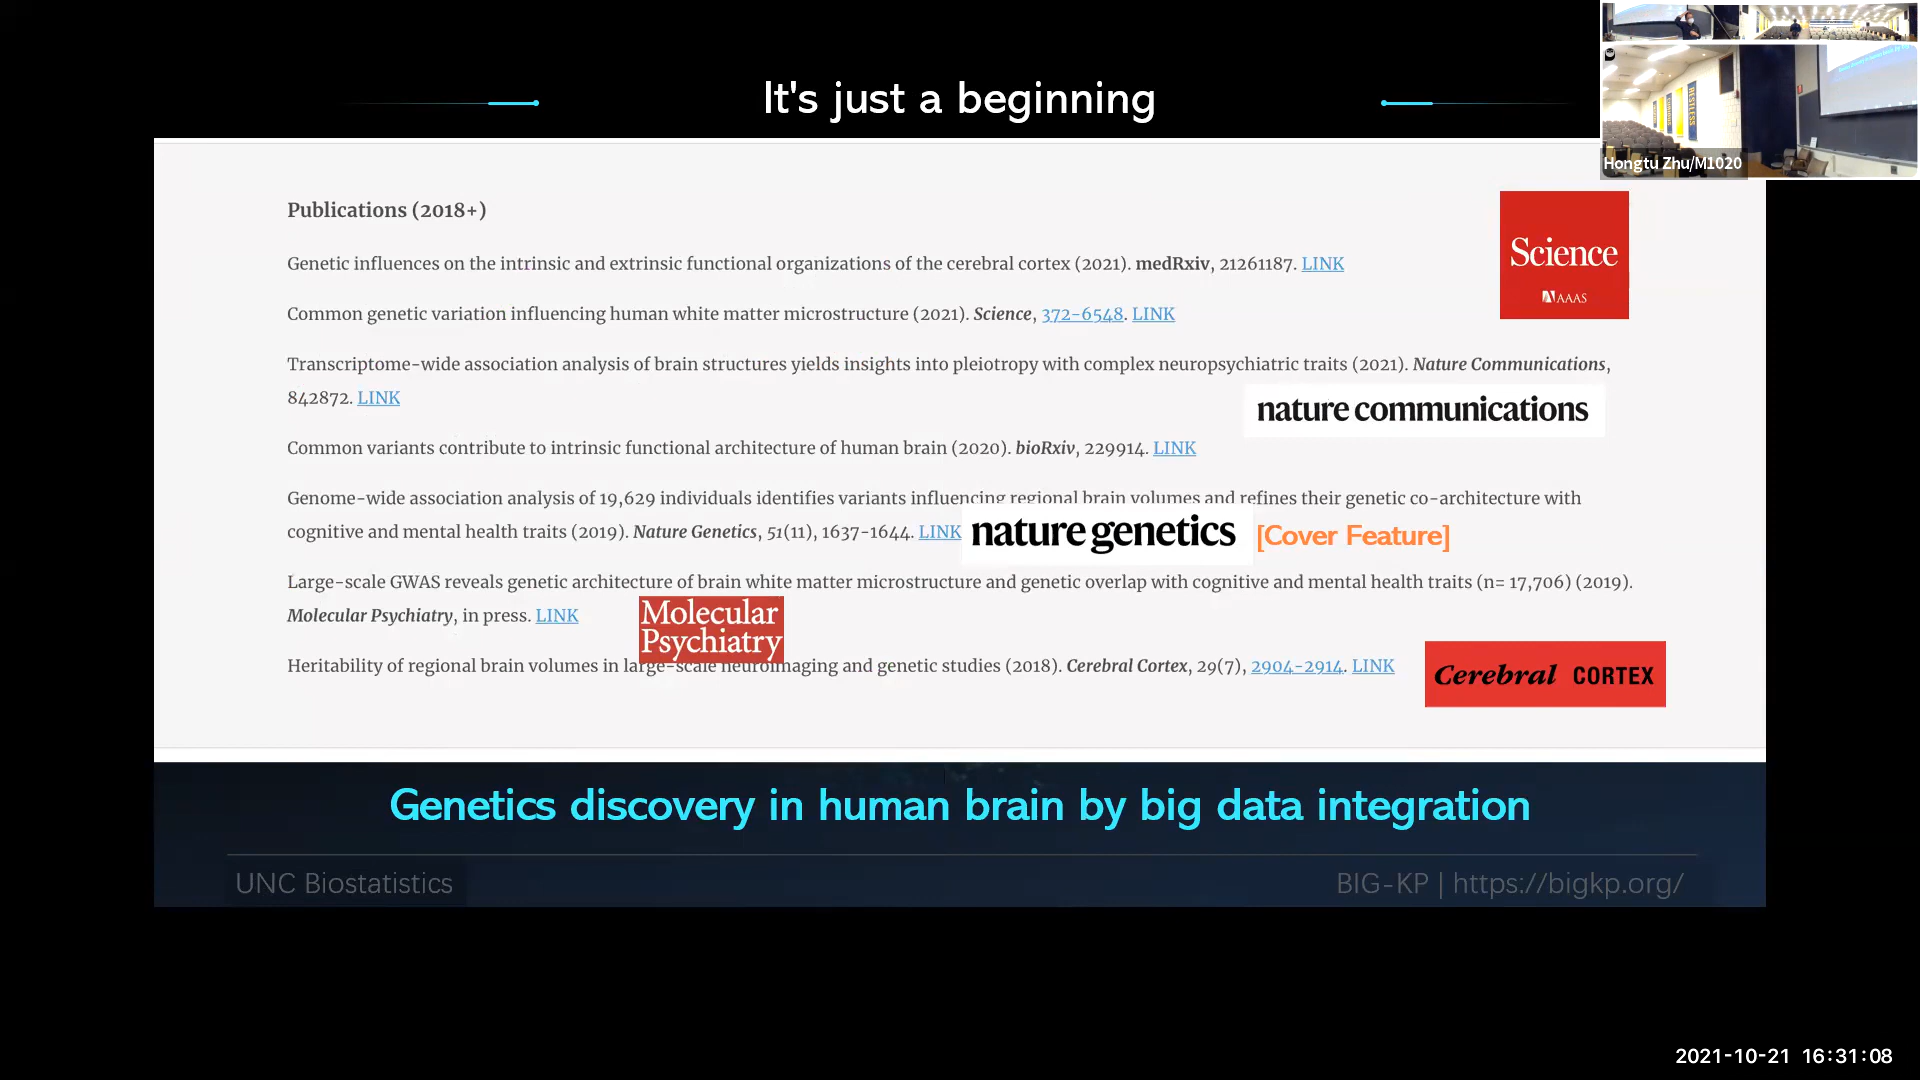 It's just a beginning
Hongtu Zhu/M1020
RESTLESS
Publications (2018+)
Science
AAAS
Genetic influences on the intrinsic and extrinsic functional organizations of the cerebral cortex (2021). medRxiv, 21261187. LINK
Common genetic variation influencing human white matter microstructure (2021). Science, 372-6548. LINK
Transcriptome-wide association analysis of brain structures yields insights into pleiotropy with complex neuropsychiatric traits (2021). Nature Communications,
842872. LINK
nature communications
Common variants contribute to intrinsic functional architecture of human brain (2020). bioRxiv, 229914. LINK
Genome-wide association analysis of 19,629 individuals identifies variants influencing regional brain volumes and refines their genetic co-architecture with
cognitive and mental health traits (2019). Nature Genetics, 51(11), 1637-1644. LINK
nature genetics [Cover Feature]
Large-scale GWAS reveals genetic architecture of brain white matter microstructure and genetic overlap with cognitive and mental health traits (n= 17,706) (2019).
Molecular Psychiatry, in press. LINK
Molecular
Psychiatry
Heritability of regional brain volumes in large-scale neuroimaging and genetic studies (2018). Cerebral Cortex, 29(7), 2904-2914. LINK
Cerebral CORTEX
Genetics discovery in human brain by big data integration
UNC Biostatistics
BIG-KP | https://bigkp.org/
2021-10-21 16:31:08